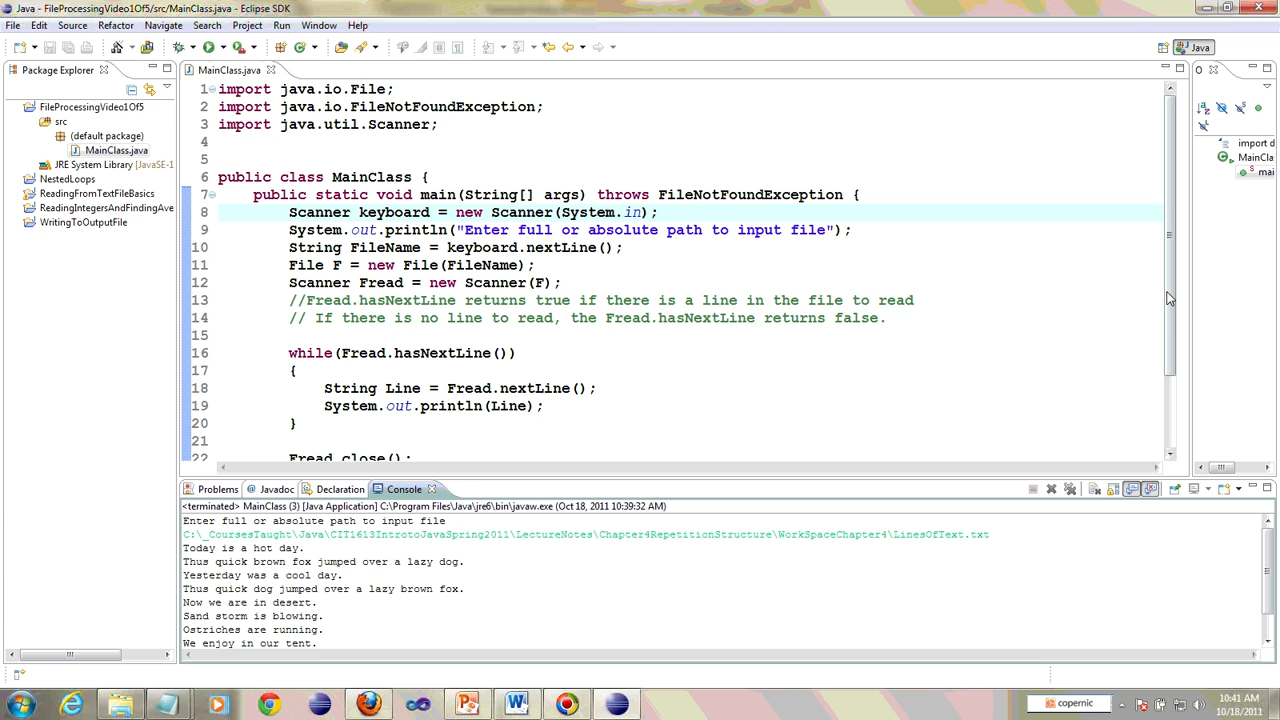 Java - FileProcessingVideo1Of5/src/MainClass.java - Eclipse SDK
File Edit Source Refactor Navigate Search Project Run Window Help
Java
Package Explorer
FileProcessingVideo1Of5
src
(default package)
MainClass.java
JRE System Library [JavaSE-1
NestedLoops
ReadingFromTextFileBasics
ReadingIntegersAndFindingAve
WritingToOutputFile
MainClass.java
1 import java.io.File;
2 import java.io.FileNotFoundException;
3 import java.util.Scanner;
4
5
6 public class MainClass {
7 public static void main(String[] args) throws FileNotFoundException {
8 Scanner keyboard = new Scanner(System.in);
9 System.out.println("Enter full or absolute path to input file");
10 String FileName = keyboard.nextLine();
11 File F = new File(FileName);
12 Scanner Fread = new Scanner(F);
13 //Fread.hasNextLine returns true if there is a line in the file to read
14 // If there is no line to read, the Fread.hasNextLine returns false.
15
16 while(Fread.hasNextLine())
17 {
18 String Line = Fread.nextLine();
19 System.out.println(Line);
20 }
21
22 Fread.close();
O
import d
MainCla
mai
Problems Javadoc Declaration Console
<terminated> MainClass (3) [Java Application] C:\Program Files\Java\jre6\bin\javaw.exe (Oct 18, 2011 10:39:32 AM)
Enter full or absolute path to input file
C:\_CoursesTaught\Java\CIT1613IntrotoJavaSpring2011\LectureNotes\Chapter4RepetitionStructure\WorkSpaceChapter4\LinesOfText.txt
Today is a hot day.
Thus quick brown fox jumped over a lazy dog.
Yesterday was a cool day.
Thus quick dog jumped over a lazy brown fox.
Now we are in desert.
Sand storm is blowing.
Ostriches are running.
We enjoy in our tent.
copernic
10:41 AM
10/18/2011